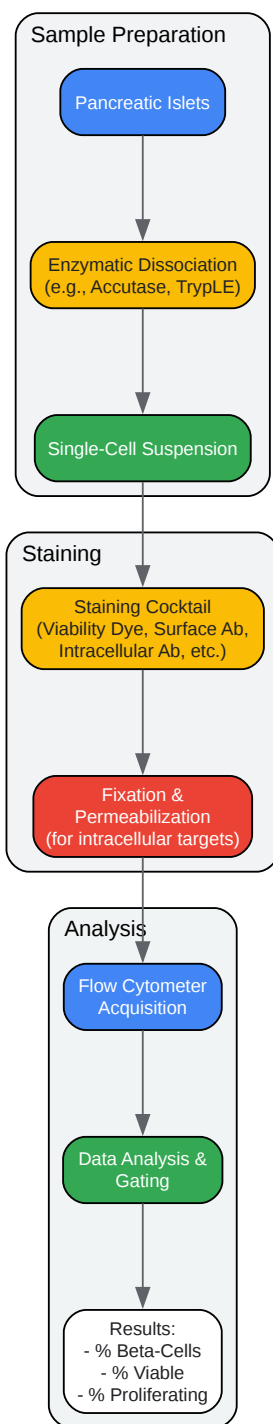 Sample Preparation
Pancreatic Islets
Enzymatic Dissociation
(e.g., Accutase, TrypLE)
Single-Cell Suspension
Staining
Staining Cocktail
(Viability Dye, Surface Ab,
Intracellular Ab, etc.)
Fixation &
Permeabilization
(for intracellular targets)
Analysis
Flow Cytometer
Acquisition
Data Analysis &
Gating
Results:
- % Beta-Cells
- % Viable
- % Proliferating